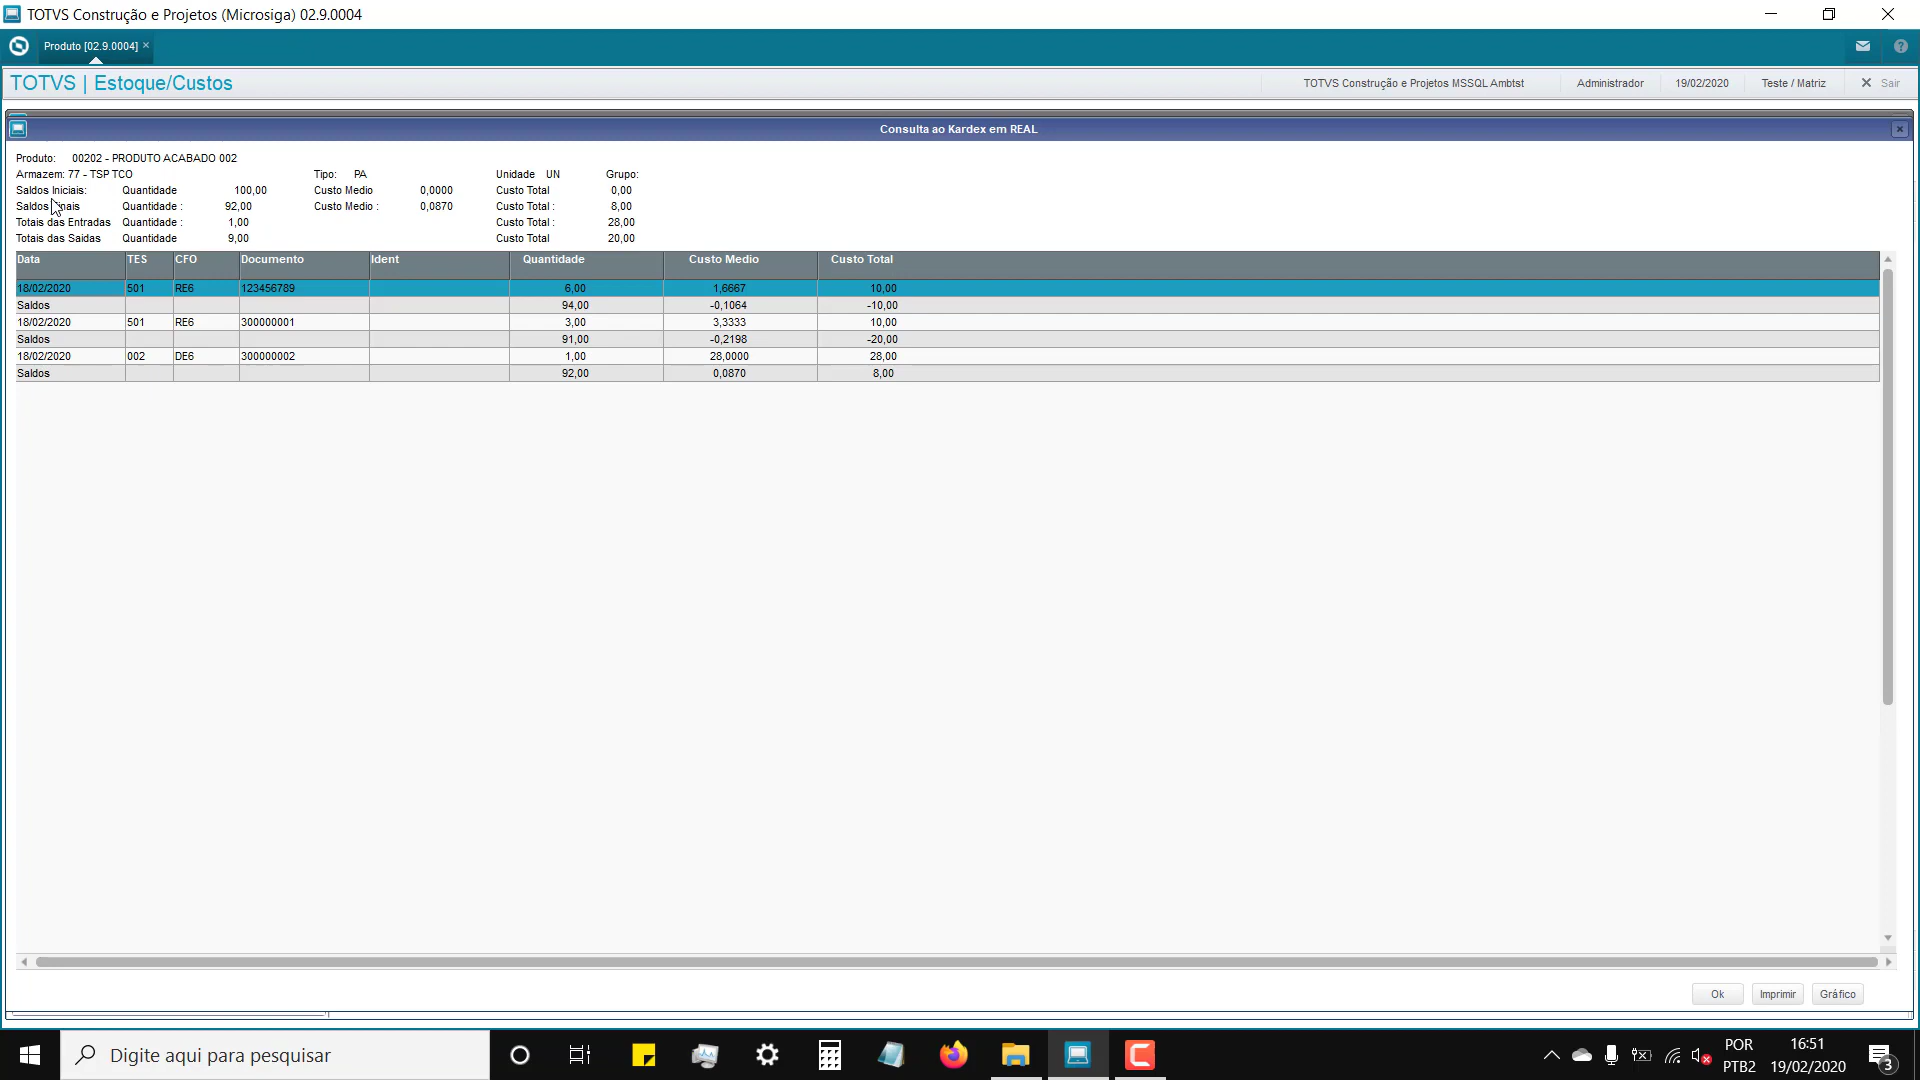 TOTVS Construção e Projetos (Microsiga) 02.9.0004
Produto [02.9.0004]
TOTVS | Estoque/Custos TOTVS Construção e Projetos MSSQL Ambtst Administrador 19/02/2020 Teste / Matriz Sair
Consulta ao Kardex em REAL
Produto: 00202 - PRODUTO ACABADO 002
Armazem: 77 - TSP TCO Tipo: PA Unidade UN Grupo:
Saldos Iniciais: Quantidade 100,00 Custo Medio 0,0000 Custo Total 0,00
Saldos Quantidade : 92,00 Custo Medio : 0,0870 Custo Total : 8,00
Totais das Entradas Quantidade : 1,00 Custo Total : 28,00
Totais das Saidas Quantidade 9,00 Custo Total 20,00
Data TES CFO Documento Ident Quantidade Custo Medio Custo Total
18/02/2020 501 RE6 123456789 6,00 1,6667 10,00
Saldos 94,00 -0,1064 -10,00
18/02/2020 501 RE6 300000001 3,00 3,3333 10,00
Saldos 91,00 -0,2198 -20,00
18/02/2020 002 DE6 300000002 1,00 28,0000 28,00
Saldos 92,00 0,0870 8,00
Ok Imprimir Gráfico
Digite aqui para pesquisar
POR 16:51
PTB2 19/02/2020 3